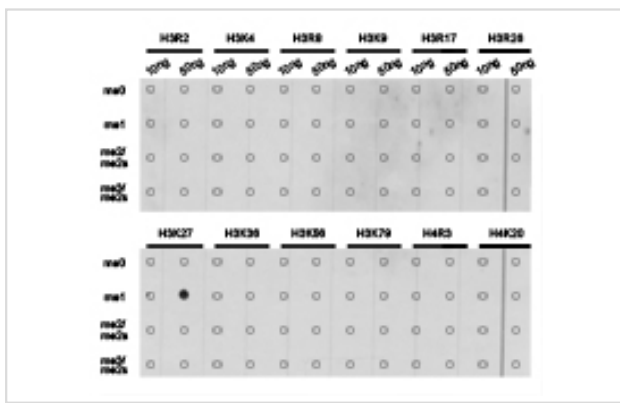 H3R2 H3K4 H3R8 H3K9 H3R17 H3R26
10ng 50ng 10ng 50ng 10ng 50ng 10ng 50ng 10ng 50ng 10ng 50ng
me0
me1
me2/
me2s
me3/
me2a
H3K27 H3K36 H3K56 H3K79 H4R3 H4K20
me0
me1
me2/
me2s
me3/
me2a